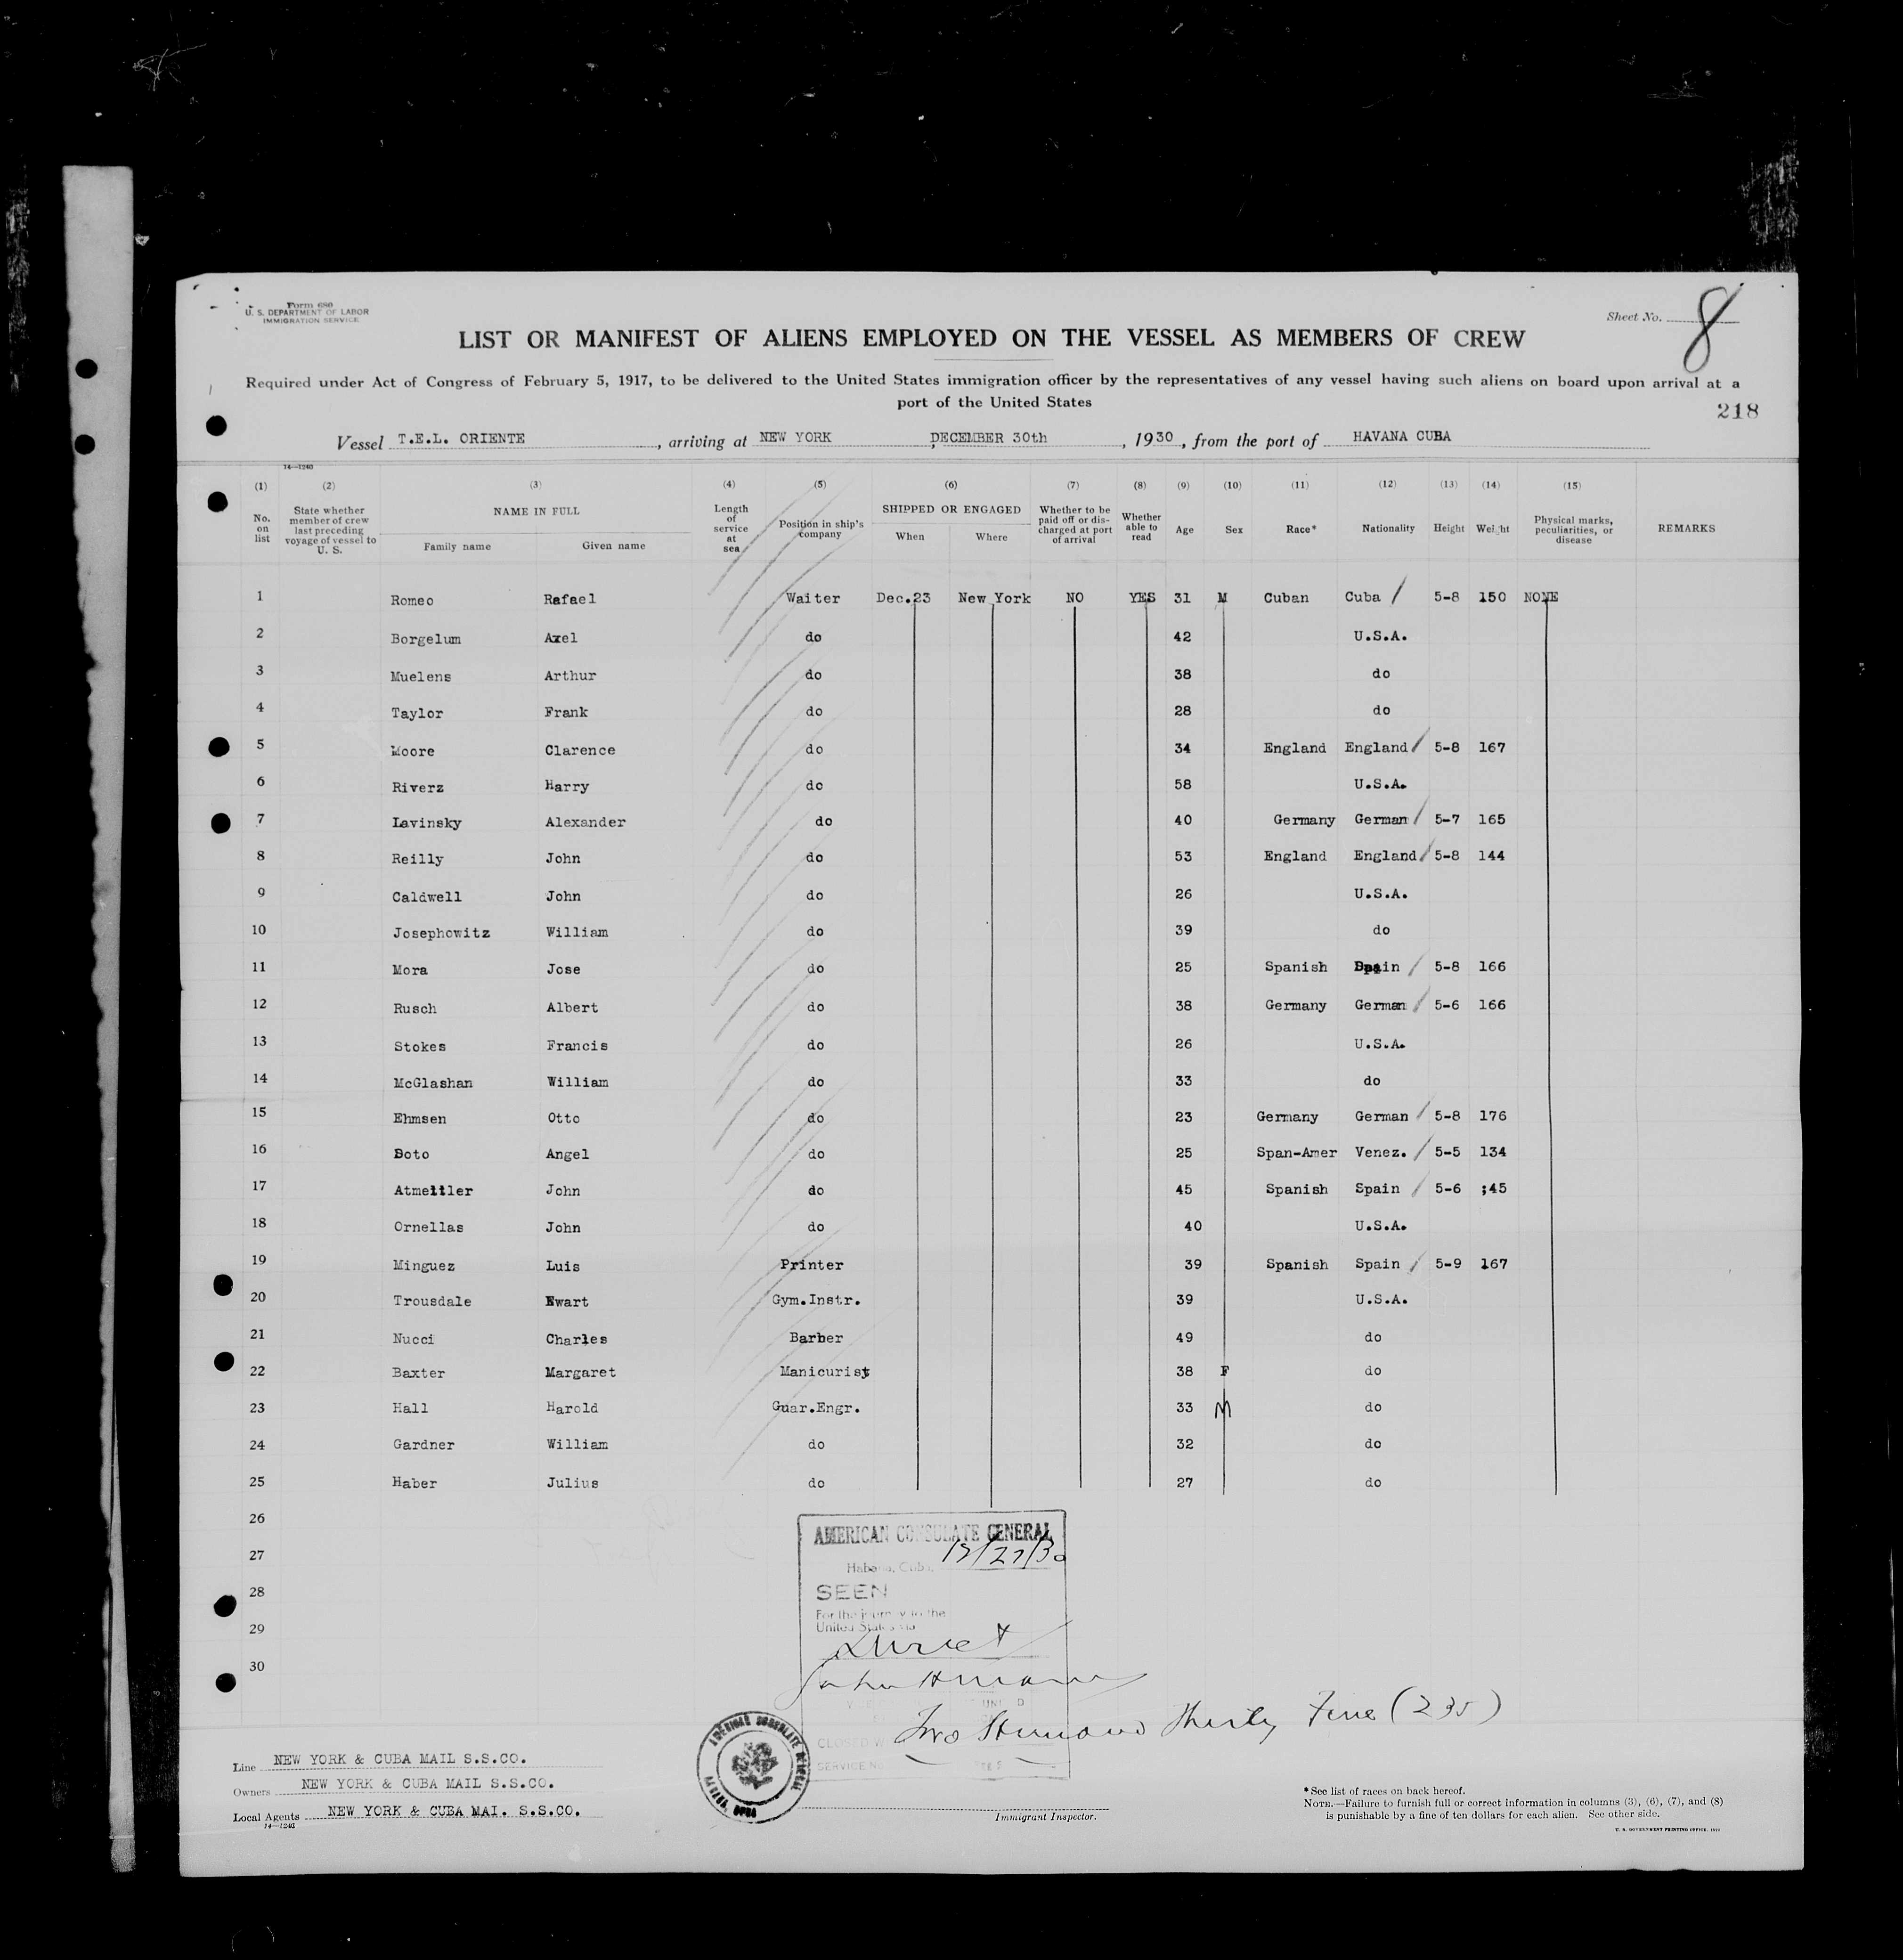 Form 680
U. S. DEPARTMENT OF LABOR
IMMIGRATION SERVICE
Sheet No. 8
LIST OR MANIFEST OF ALIENS EMPLOYED ON THE VESSEL AS MEMBERS OF CREW
Required under Act of Congress of February 5, 1917, to be delivered to the United States immigration officer by the representatives of any vessel having such aliens on board upon arrival at a
port of the United States
218
Vessel T.E.L. ORIENTE, arriving at NEW YORK DECEMBER 30th, 1930, from the port of HAVANA CUBA
14—1240
(1) (2) (3) (4) (5) (6) (7) (8) (9) (10) (11) (12) (13) (14) (15)
No. on list State whether member of crew last preceding voyage of vessel to U. S. NAME IN FULL Family name Given name Length of service at sea Position in ship's company SHIPPED OR ENGAGED When Where Whether to be paid off or discharged at port of arrival Whether able to read Age Sex Race* Nationality Height Weight Physical marks, peculiarities, or disease REMARKS
1 Romeo Rafael Waiter Dec.23 New York NO YES 31 M Cuban Cuba / 5-8 150 NONE
2 Borgelum Axel do 42 U.S.A.
3 Muelens Arthur do 38 do
4 Taylor Frank do 28 do
5 Moore Clarence do 34 England England / 5-8 167
6 Riverz Harry do 58 U.S.A.
7 Lavinsky Alexander do 40 Germany German / 5-7 165
8 Reilly John do 53 England England / 5-8 144
9 Caldwell John do 26 U.S.A.
10 Josephowitz William do 39 do
11 Mora Jose do 25 Spanish Spain / 5-8 166
12 Rusch Albert do 38 Germany German / 5-6 166
13 Stokes Francis do 26 U.S.A.
14 McGlashan William do 33 do
15 Ehmsen Otto do 23 Germany German / 5-8 176
16 Soto Angel do 25 Span-Amer Venez. / 5-5 134
17 Atmetller John do 45 Spanish Spain / 5-6 ;45
18 Ornellas John do 40 U.S.A.
19 Minguez Luis Printer 39 Spanish Spain / 5-9 167
20 Trousdale Ewart Gym.Instr. 39 U.S.A.
21 Nucci Charles Barber 49 do
22 Baxter Margaret Manicurist 38 F do
23 Hall Harold Guar.Engr. 33 M do
24 Gardner William do 32 do
25 Haber Julius do 27 do
26
27
28
29
30
AMERICAN CONSULATE GENERAL
Habana, Cuba, 12/27/30
SEEN
For the journey to the
United States via
Direct
Two Hundred Thirty Five (235)
CLOSED
SERVICE No.
AMERICAN CONSULATE GENERAL HAVANA, CUBA
Line NEW YORK & CUBA MAIL S.S.CO.
Owners NEW YORK & CUBA MAIL S.S.CO.
Local Agents NEW YORK & CUBA MAI. S.S.CO.
14—1240
Immigrant Inspector.
*See list of races on back hereof.
NOTE.—Failure to furnish full or correct information in columns (3), (6), (7), and (8)
is punishable by a fine of ten dollars for each alien. See other side.